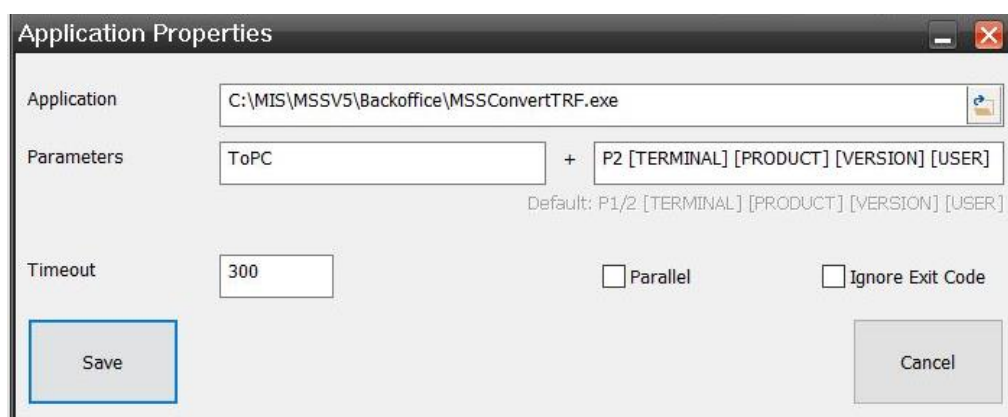 Application Properties
Application
C:\MIS\MSSV5\Backoffice\MSSConvertTRF.exe
Parameters
ToPC
+
P2 [TERMINAL] [PRODUCT] [VERSION] [USER]
Default: P1/2 [TERMINAL] [PRODUCT] [VERSION] [USER]
Timeout
300
Parallel
Ignore Exit Code
Save
Cancel